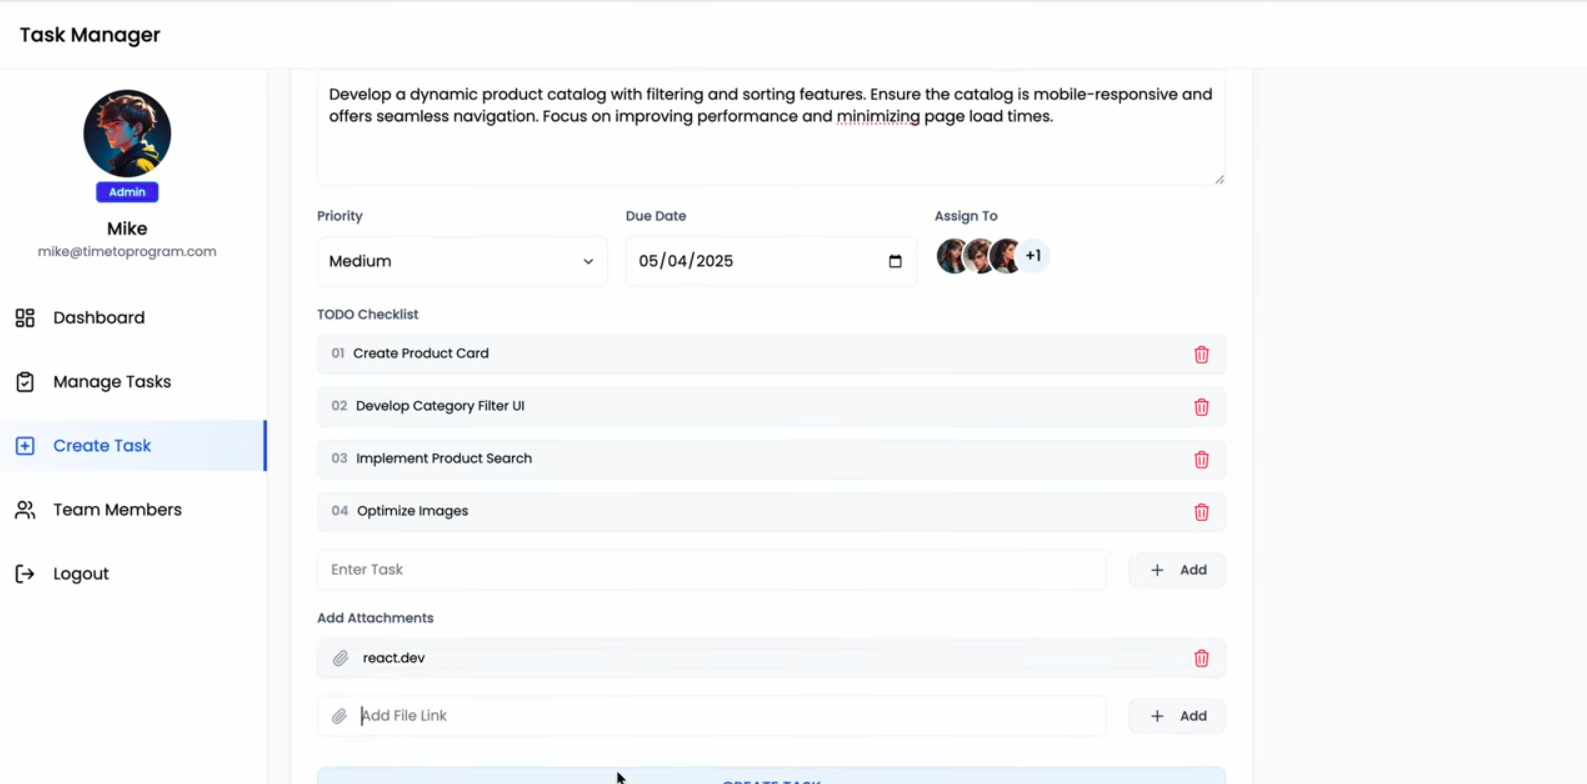 Task Manager
Admin
Mike
mike@timetoprogram.com
Dashboard
Manage Tasks
Create Task
Team Members
Logout
Develop a dynamic product catalog with filtering and sorting features. Ensure the catalog is mobile-responsive and
offers seamless navigation. Focus on improving performance and minimizing page load times.
Priority
Due Date
Assign To
Medium
05/04/2025
+1
TODO Checklist
01 Create Product Card
02 Develop Category Filter UI
03 Implement Product Search
04 Optimize Images
Enter Task
+ Add
Add Attachments
react.dev
Add File Link
+ Add
CREATE TASK